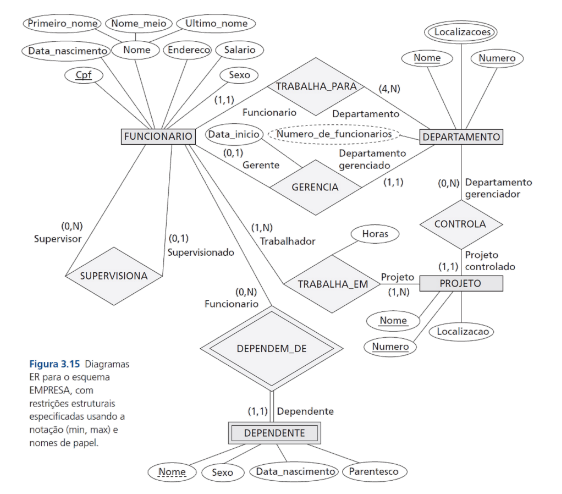 Primeiro_nome
Nome_meio
Ultimo_nome
Localizacoes
Data_nascimento
Nome
Endereco
Salario
Nome
Numero
Cpf
Sexo
TRABALHA_PARA
(4,N)
(1,1)
Funcionario
Departamento
FUNCIONARIO
Data_inicio
Numero_de_funcionarios
DEPARTAMENTO
(0,1)
Gerente
Departamento
gerenciado
GERENCIA
(1,1)
(0,N)
Departamento
gerenciador
CONTROLA
(0,N)
Supervisor
(0,1)
Supervisionado
(1,N)
Trabalhador
Horas
Projeto
controlado
(1,1)
SUPERVISIONA
TRABALHA_EM
Projeto
(1,N)
PROJETO
(0,N)
Funcionario
Nome
Localizacao
Numero
DEPENDEM_DE
Figura 3.15 Diagramas
ER para o esquema
EMPRESA, com
restrições estruturais
especificadas usando a
notação (min, max) e
nomes de papel.
(1,1)
Dependente
DEPENDENTE
Nome
Sexo
Data_nascimento
Parentesco